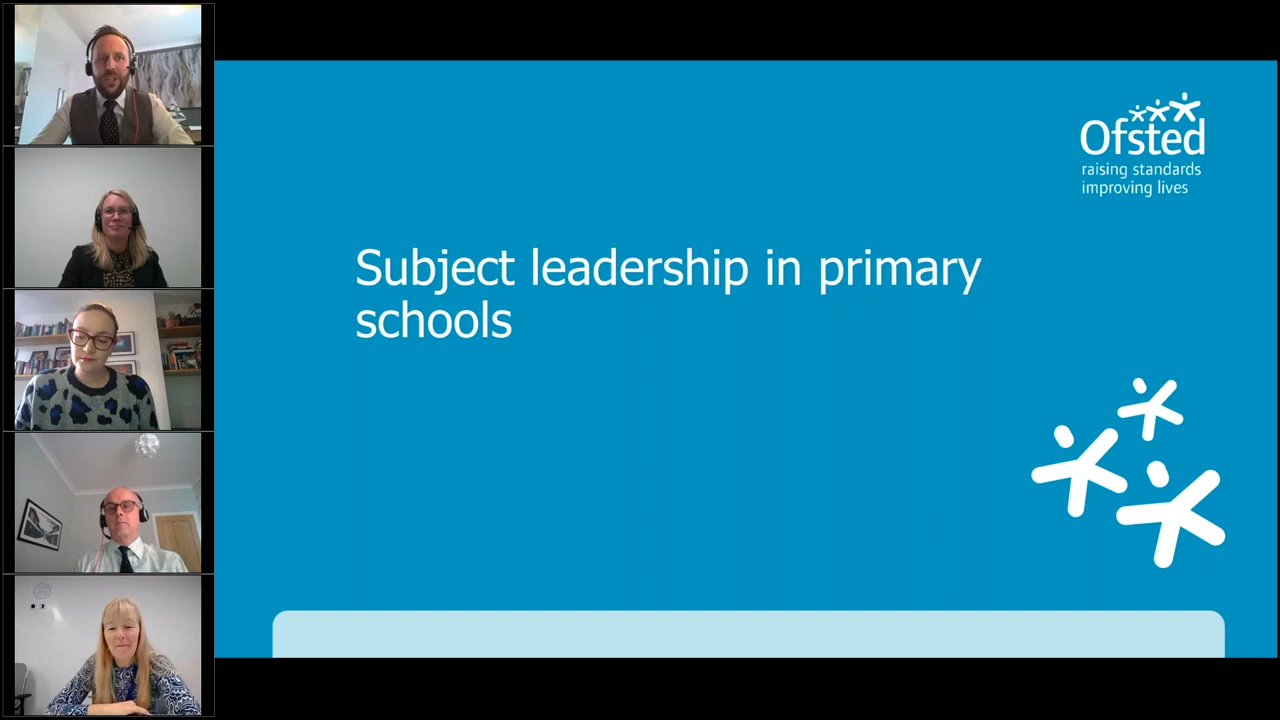 Ofsted
raising standards
improving lives
Subject leadership in primary
schools